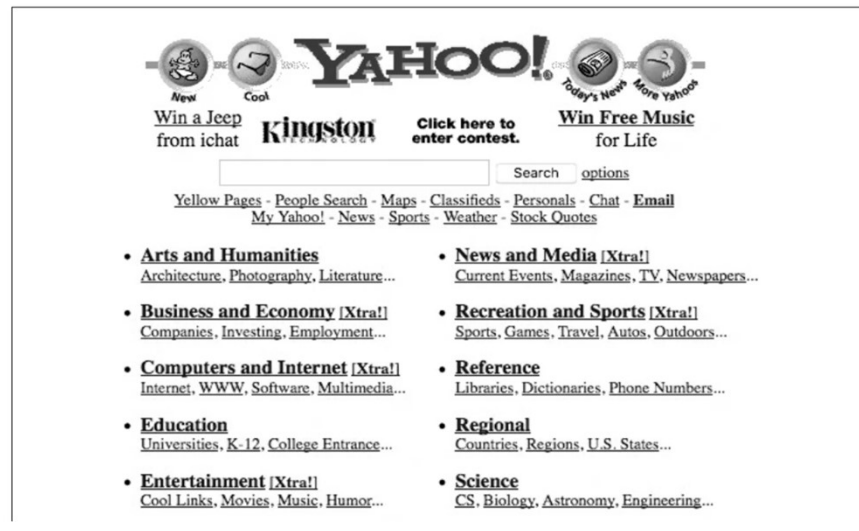 YAHOO!
New
Cool
Today's News
More Yahoos
Win a Jeep
from ichat
Kingston
TECHNOLOGY
Click here to
enter contest.
Win Free Music
for Life
Search options
Yellow Pages - People Search - Maps - Classifieds - Personals - Chat - Email
My Yahoo! - News - Sports - Weather - Stock Quotes
• Arts and Humanities
Architecture, Photography, Literature...
• Business and Economy [Xtra!]
Companies, Investing, Employment...
• Computers and Internet [Xtra!]
Internet, WWW, Software, Multimedia...
• Education
Universities, K-12, College Entrance...
• Entertainment [Xtra!]
Cool Links, Movies, Music, Humor...
• News and Media [Xtra!]
Current Events, Magazines, TV, Newspapers...
• Recreation and Sports [Xtra!]
Sports, Games, Travel, Autos, Outdoors...
• Reference
Libraries, Dictionaries, Phone Numbers...
• Regional
Countries, Regions, U.S. States...
• Science
CS, Biology, Astronomy, Engineering...